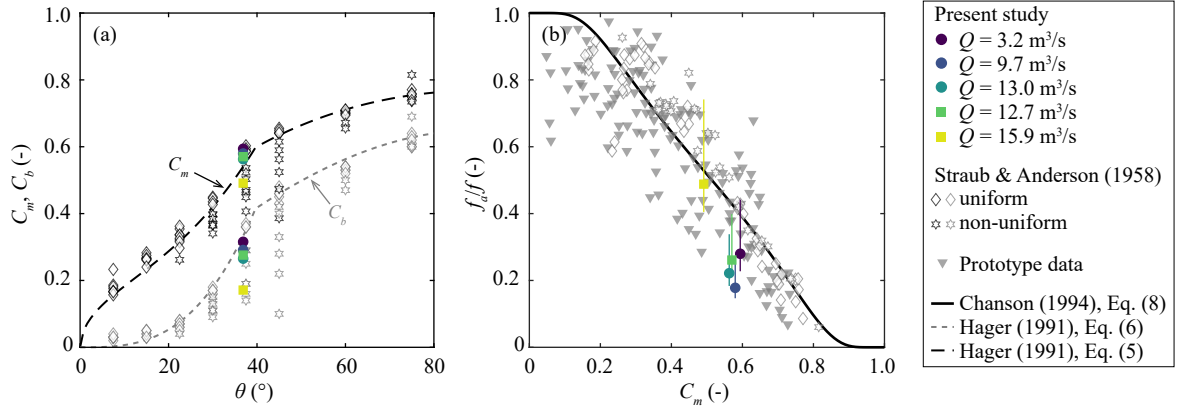 (a)
1.0
0.8
0.6
0.4
0.2
0
C_m, C_b (-)
C_m
C_b
0
20
40
60
80
θ (°)
(b)
1.0
0.8
0.6
0.4
0.2
0
f_a/f (-)
0
0.2
0.4
0.6
0.8
1.0
C_m (-)
Present study
Q = 3.2 m³/s
Q = 9.7 m³/s
Q = 13.0 m³/s
Q = 12.7 m³/s
Q = 15.9 m³/s
Straub & Anderson (1958)
uniform
non-uniform
Prototype data
Chanson (1994), Eq. (8)
Hager (1991), Eq. (6)
Hager (1991), Eq. (5)